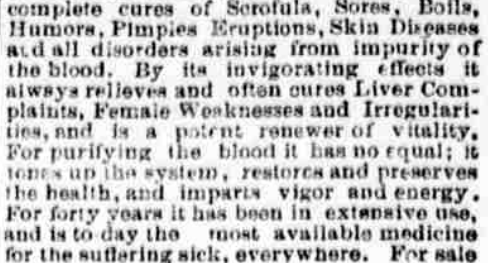 complete cures of Scrofula, Sores, Boils,
Humors, Pimples Eruptions, Skin Diseases
and all disorders arising from impurity of
the blood. By its invigorating effects it
always relieves and often cures Liver Com-
plaints, Female Weaknesses and Irregulari-
ties, and is a potent renewer of vitality.
For purifying the blood it has no equal; it
tones up the system, restores and preserves
the health, and imparts vigor and energy.
For forty years it has been in extensive use,
and is to day the most available medicine
for the suffering sick, everywhere. For sale